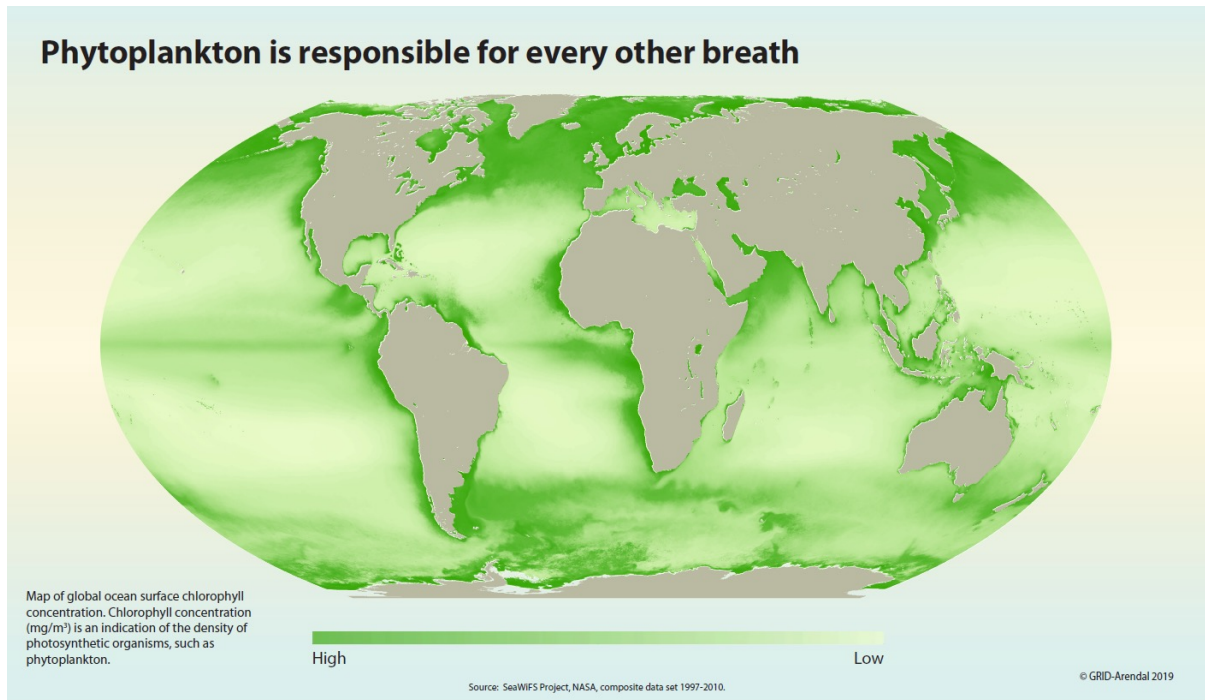 Phytoplankton is responsible for every other breath
Map of global ocean surface chlorophyll
concentration. Chlorophyll concentration
(mg/m³) is an indication of the density of
photosynthetic organisms, such as
phytoplankton.
High
Low
Source: SeaWiFS Project, NASA, composite data set 1997-2010.
© GRID-Arendal 2019